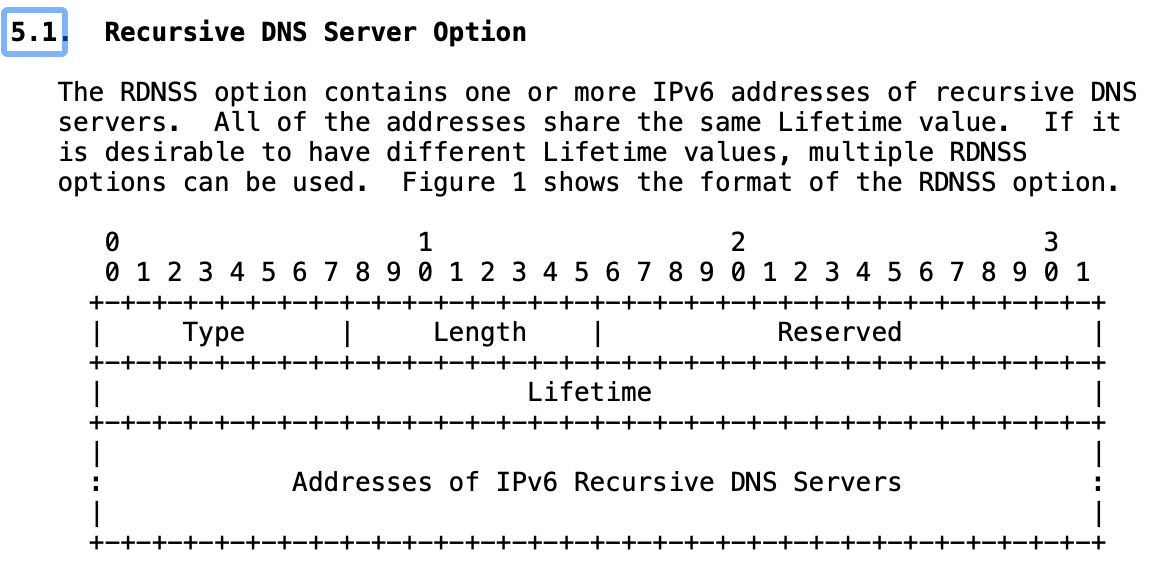 5.1.  Recursive DNS Server Option
The RDNSS option contains one or more IPv6 addresses of recursive DNS
servers.  All of the addresses share the same Lifetime value.  If it
is desirable to have different Lifetime values, multiple RDNSS
options can be used.  Figure 1 shows the format of the RDNSS option.
 0                   1                   2                   3
 0 1 2 3 4 5 6 7 8 9 0 1 2 3 4 5 6 7 8 9 0 1 2 3 4 5 6 7 8 9 0 1
+-+-+-+-+-+-+-+-+-+-+-+-+-+-+-+-+-+-+-+-+-+-+-+-+-+-+-+-+-+-+-+-+
|     Type      |     Length    |           Reserved            |
+-+-+-+-+-+-+-+-+-+-+-+-+-+-+-+-+-+-+-+-+-+-+-+-+-+-+-+-+-+-+-+-+
|                           Lifetime                            |
+-+-+-+-+-+-+-+-+-+-+-+-+-+-+-+-+-+-+-+-+-+-+-+-+-+-+-+-+-+-+-+-+
|                                                               |
:            Addresses of IPv6 Recursive DNS Servers            :
|                                                               |
+-+-+-+-+-+-+-+-+-+-+-+-+-+-+-+-+-+-+-+-+-+-+-+-+-+-+-+-+-+-+-+-+